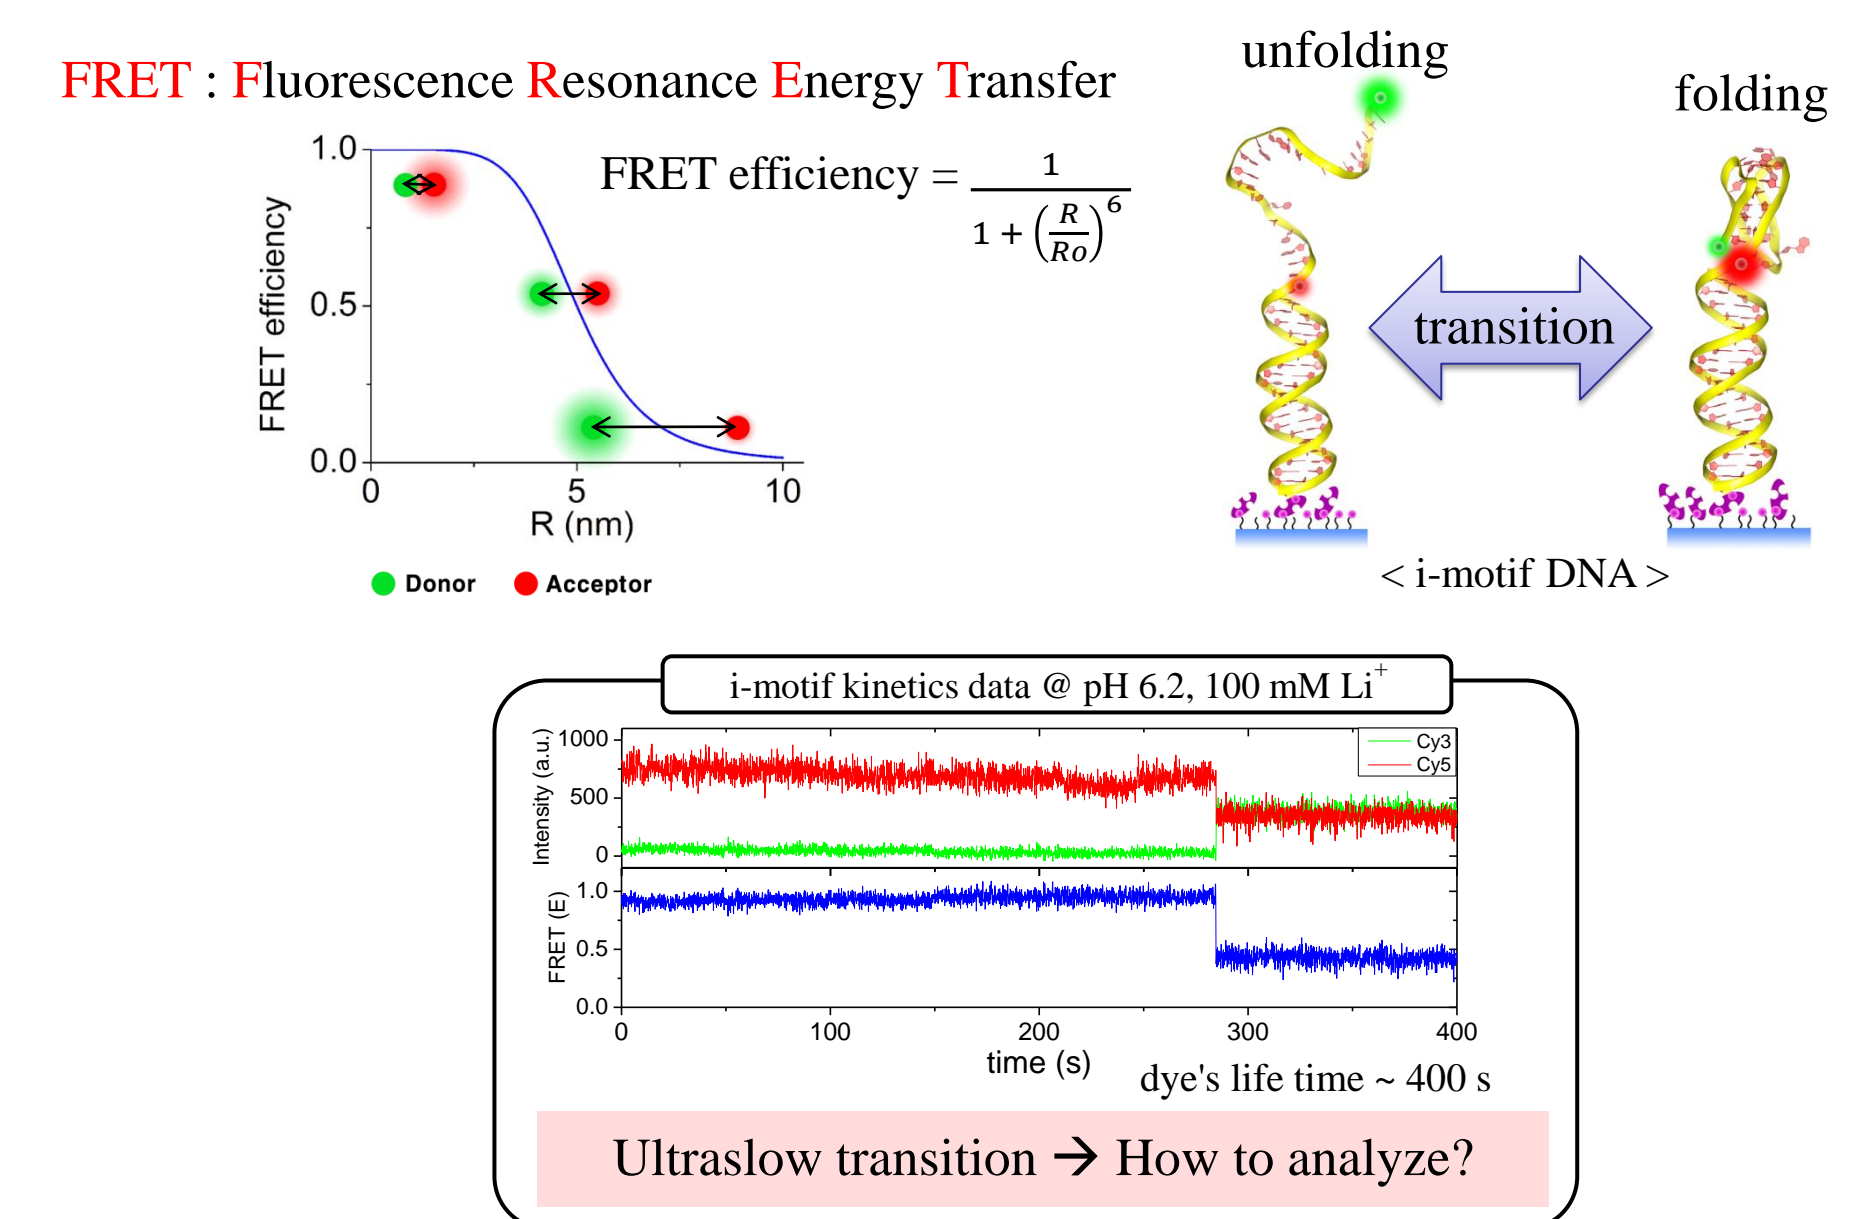 FRET : Fluorescence Resonance Energy Transfer
unfolding
folding
FRET efficiency = 1 / (1 + (R/Ro)^6)
FRET efficiency
1.0
0.5
0.0
0 5 10
R (nm)
Donor Acceptor
transition
< i-motif DNA >
i-motif kinetics data @ pH 6.2, 100 mM Li+
Intensity (a.u.)
1000
500
0
Cy3
Cy5
FRET (E)
1.0
0.5
0.0
0 100 200 300 400
time (s)
dye's life time ~ 400 s
Ultraslow transition → How to analyze?